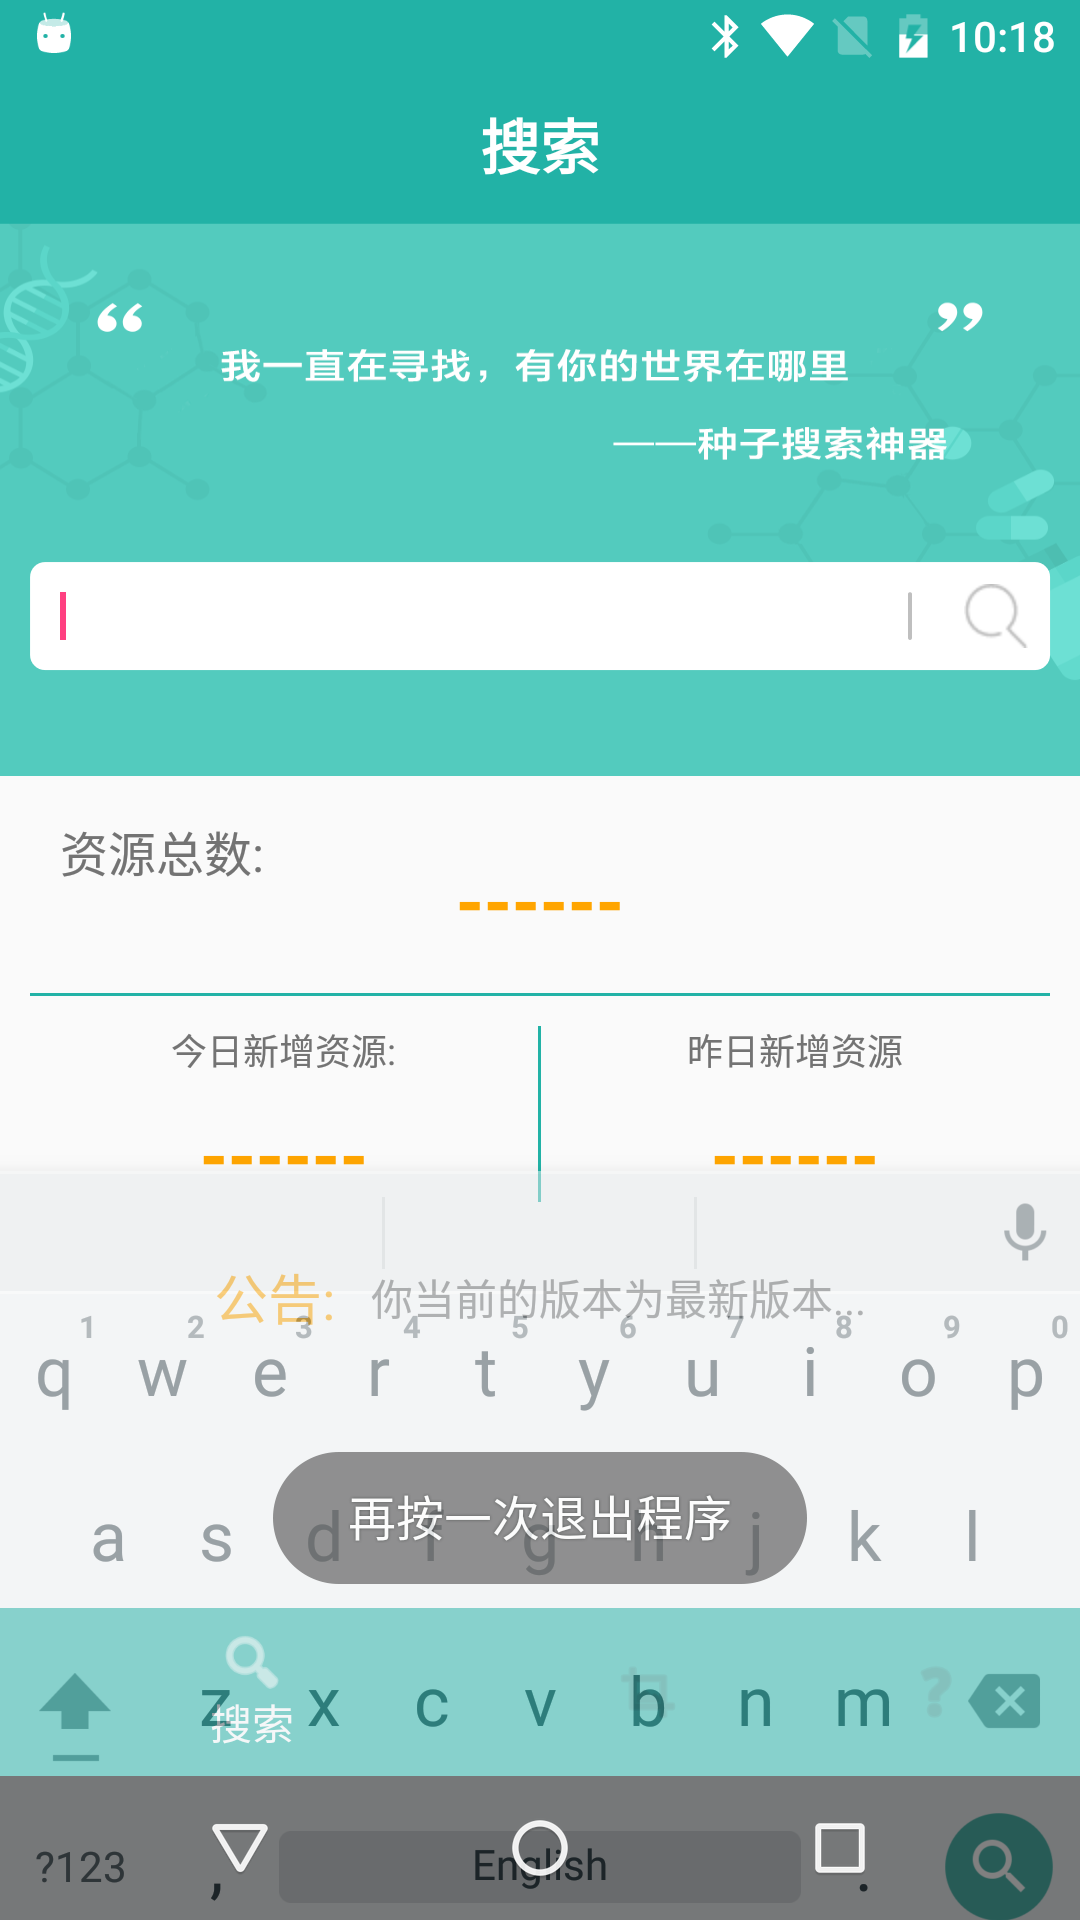 10:18
搜索
“ ”
我一直在寻找，有你的世界在哪里
——种子搜索神器
资源总数:
------
今日新增资源: 昨日新增资源
------ ------
公告: 你当前的版本为最新版本...
1 2 3 4 5 6 7 8 9 0
q w e r t y u i o p
再按一次退出程序
a s d f g h j k l
z x c v b n m
搜索 ?
?123 , English .